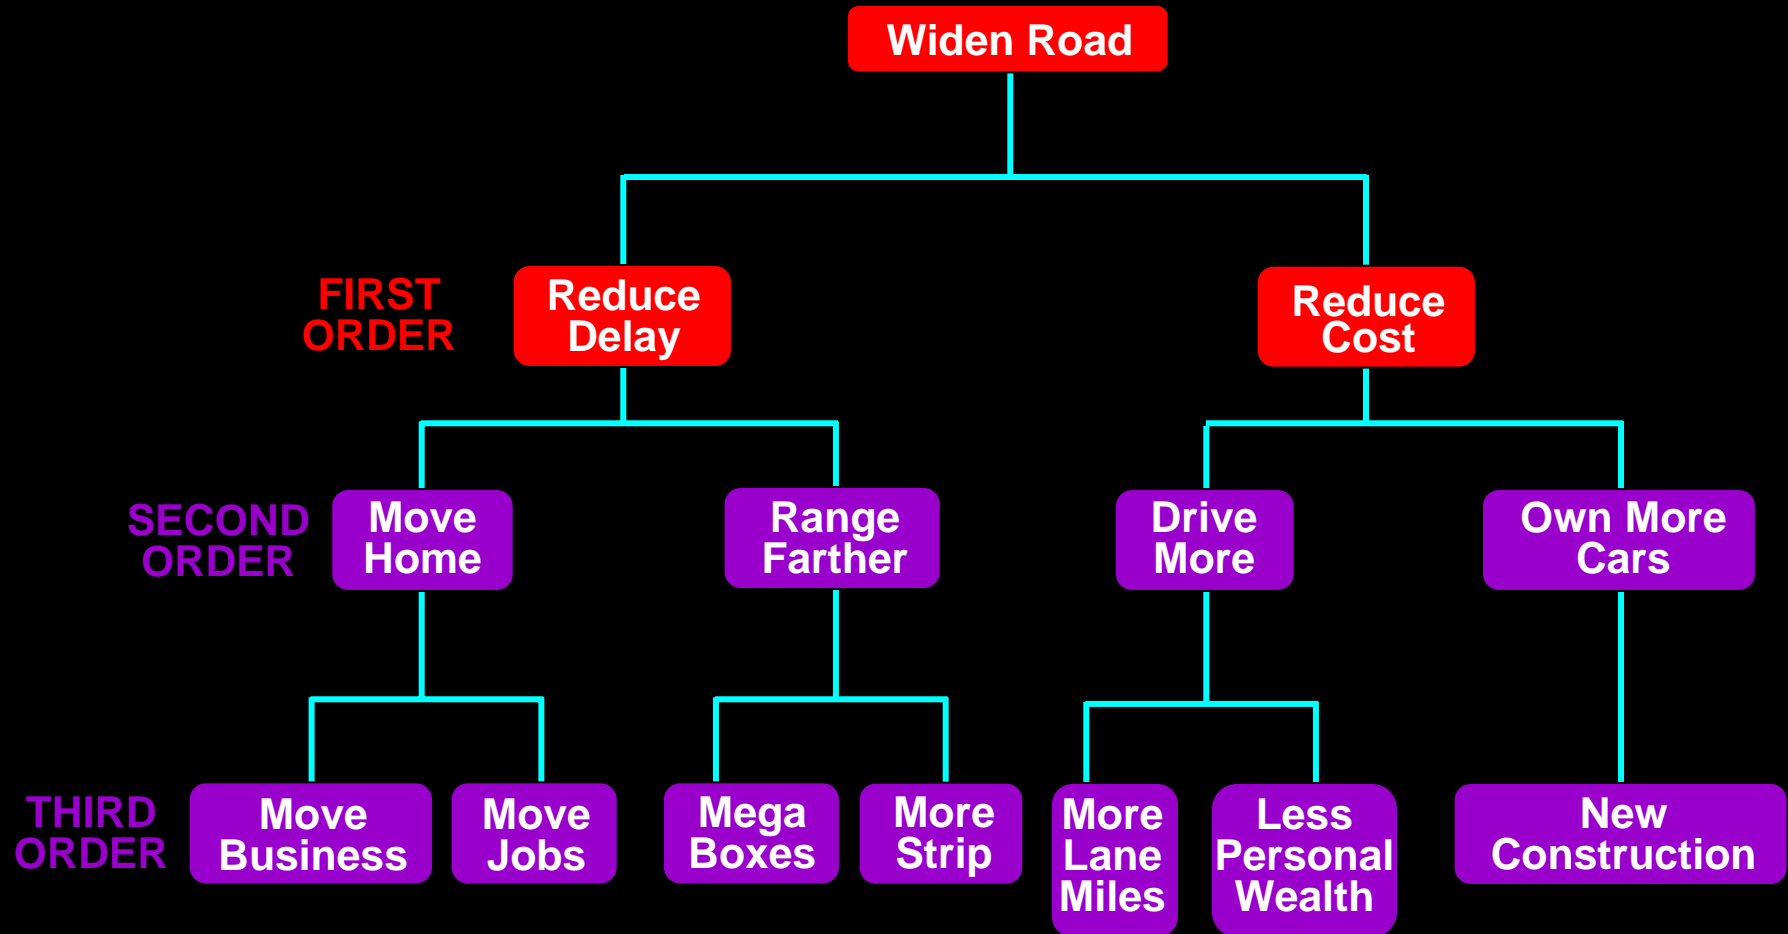 Widen Road
FIRST
ORDER
Reduce
Delay
Reduce
Cost
SECOND
ORDER
Move
Home
Range
Farther
Drive
More
Own More
Cars
THIRD
ORDER
Move
Business
Move
Jobs
Mega
Boxes
More
Strip
More
Lane
Miles
Less
Personal
Wealth
New
Construction